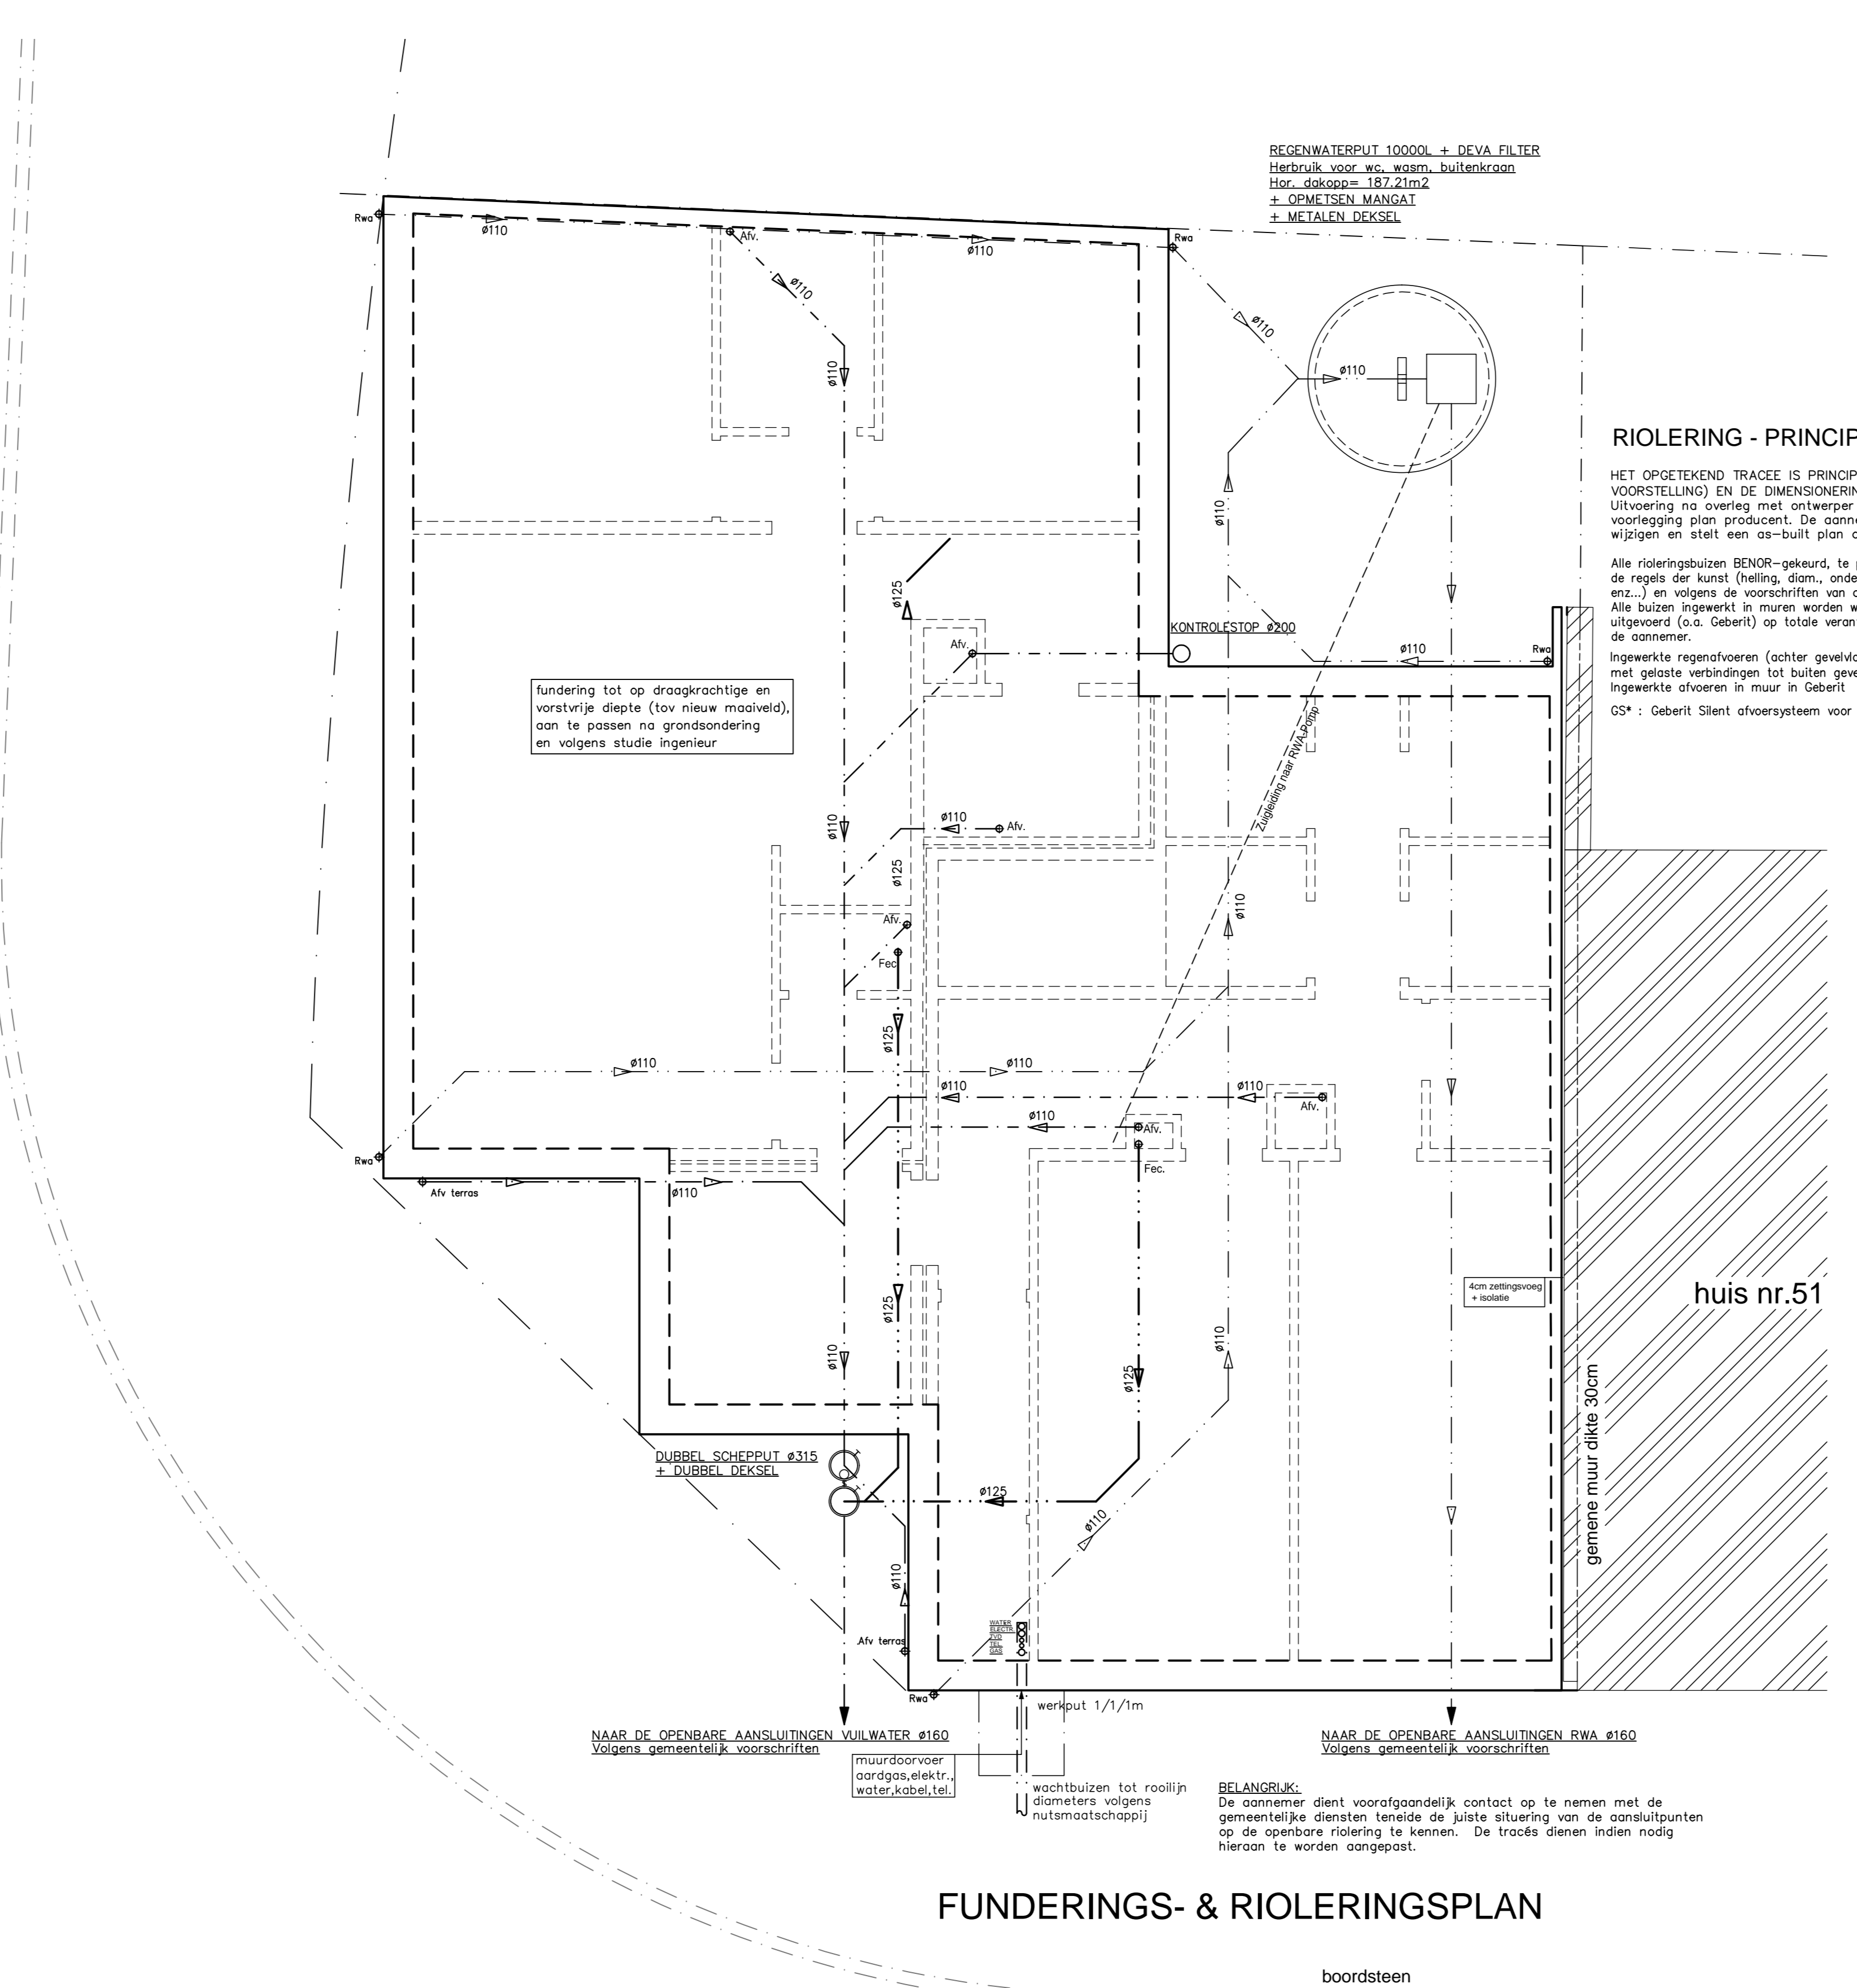 REGENWATERPUT 10000L + DEVA FILTER
Herbruik voor wc, wasm, buitenkraan
Hor. dakopp= 187.21m2
+ OPMETSEN MANGAT
+ METALEN DEKSEL
Rwa
ø110
Afv.
ø110
Rwa
ø110
ø110
ø110
ø110
ø110
RIOLERING - PRINCIP
HET OPGETEKEND TRACEE IS PRINCIP
VOORSTELLING) EN DE DIMENSIONERIN
Uitvoering na overleg met ontwerper
voorlegging plan producent. De aann
wijzigen en stelt een as-built plan
Alle rioleringsbuizen BENOR-gekeurd, te
de regels der kunst (helling, diam., onde
enz...) en volgens de voorschriften van
Alle buizen ingewerkt in muren worden w
uitgevoerd (o.a. Geberit) op totale veran
de aannemer.
Ingewerkte regenafvoeren (achter gevelvl
met gelaste verbindingen tot buiten geve
Ingewerkte afvoeren in muur in Geberit
GS* : Geberit Silent afvoersysteem voor
ø125
KONTROLESTOP ø200
Afv.
ø110
Rwa
fundering tot op draagkrachtige en
vorstvrije diepte (tov nieuw maaiveld),
aan te passen na grondsondering
en volgens studie ingenieur
Zuigleiding naar RWA-Pomp
ø110
ø110
Afv.
ø125
ø110
Afv.
Fec
ø125
ø110
ø110
ø110
ø110
Afv.
ø110
Afv.
Rwa
Fec.
Afv terras
ø110
4cm zettingsvoeg
+ isolatie
huis nr.51
ø125
ø110
ø110
ø125
gemene muur dikte 30cm
DUBBEL SCHEPPUT ø315
+ DUBBEL DEKSEL
ø125
ø110
ø110
WATER
ELECTR.
TVD
TEL.
GAS
Afv terras
Rwa
werkput 1/1/1m
NAAR DE OPENBARE AANSLUITINGEN VUILWATER ø160
Volgens gemeentelijk voorschriften
NAAR DE OPENBARE AANSLUITINGEN RWA ø160
Volgens gemeentelijk voorschriften
muurdoorvoer
aardgas,elektr.,
water,kabel,tel.
wachtbuizen tot rooilijn
diameters volgens
nutsmaatschappij
BELANGRIJK:
De aannemer dient voorafgaandelijk contact op te nemen met de
gemeentelijke diensten teneide de juiste situering van de aansluitpunten
op de openbare riolering te kennen. De tracés dienen indien nodig
hieraan te worden aangepast.
FUNDERINGS- & RIOLERINGSPLAN
boordsteen